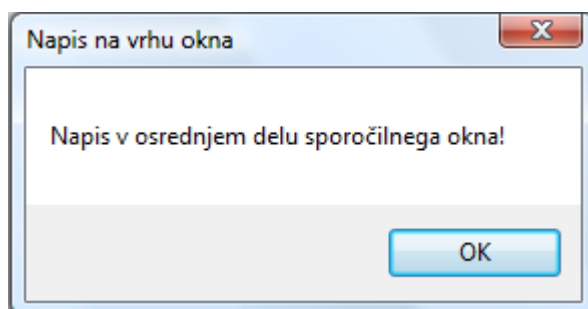 Napis na vrhu okna
Napis v osrednjem delu sporočilnega okna!
OK